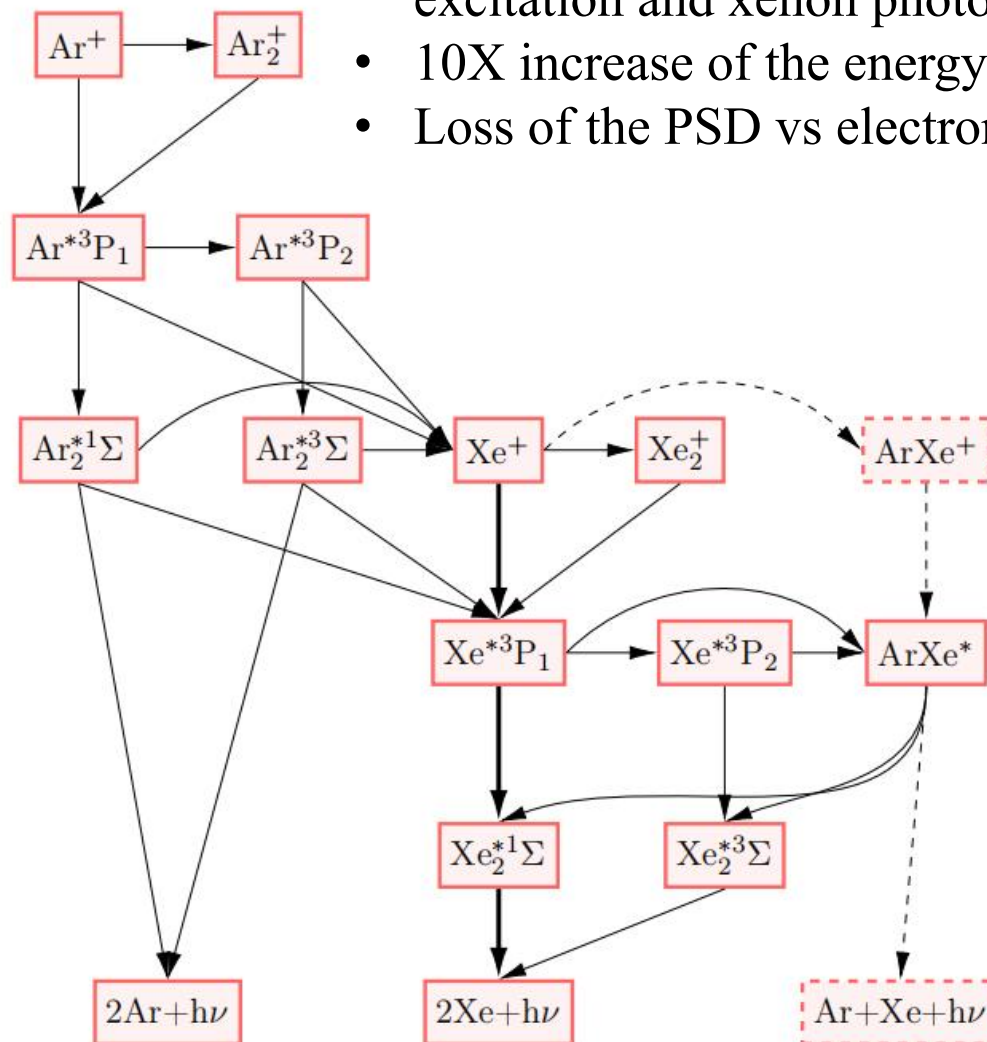 excitation and xenon photo
• 10X increase of the energy
• Loss of the PSD vs electron
Ar⁺
Ar₂⁺
Ar*³P₁
Ar*³P₂
Ar₂*¹Σ
Ar₂*³Σ
Xe⁺
Xe₂⁺
ArXe⁺
Xe*³P₁
Xe*³P₂
ArXe*
Xe₂*¹Σ
Xe₂*³Σ
2Ar+hν
2Xe+hν
Ar+Xe+hν